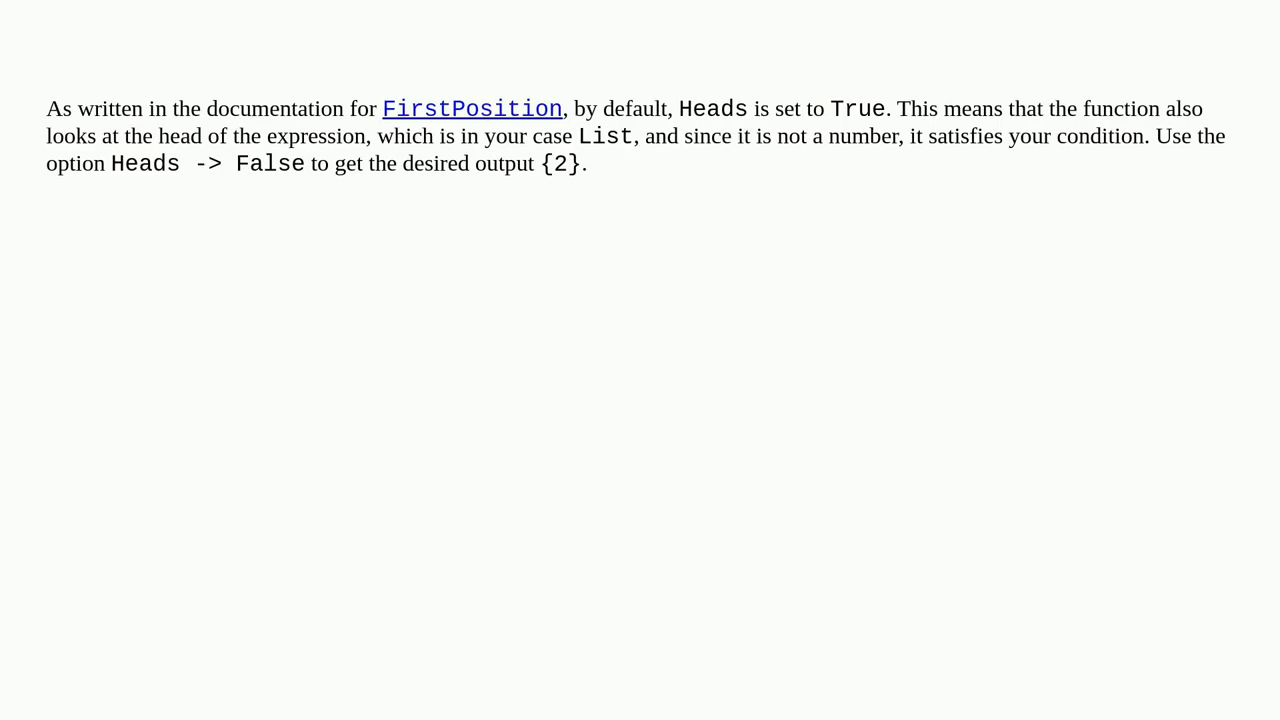 As written in the documentation for FirstPosition, by default, Heads is set to True. This means that the function also
looks at the head of the expression, which is in your case List, and since it is not a number, it satisfies your condition. Use the
option Heads -> False to get the desired output {2}.